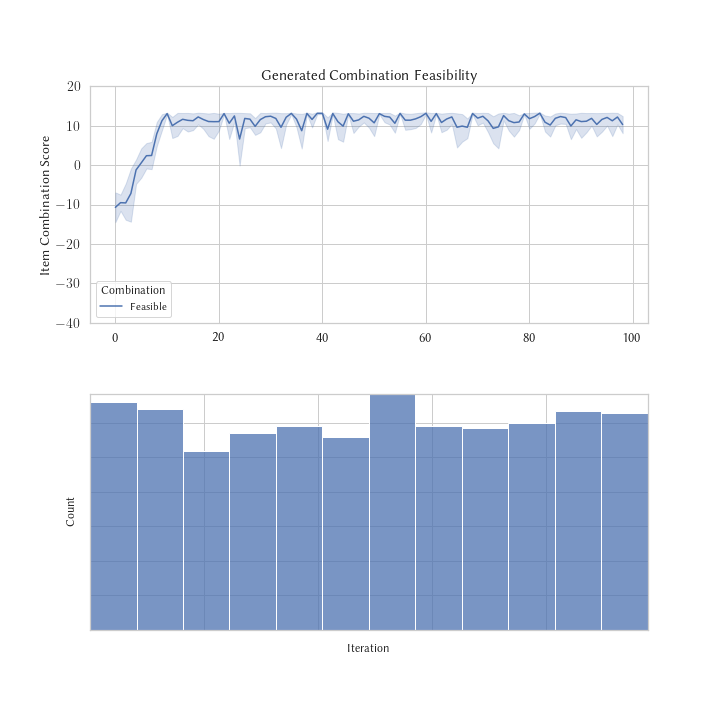 Generated Combination Feasibility
Item Combination Score
20
10
0
−10
−20
−30
−40
Combination
Feasible
0 20 40 60 80 100
Count
Iteration